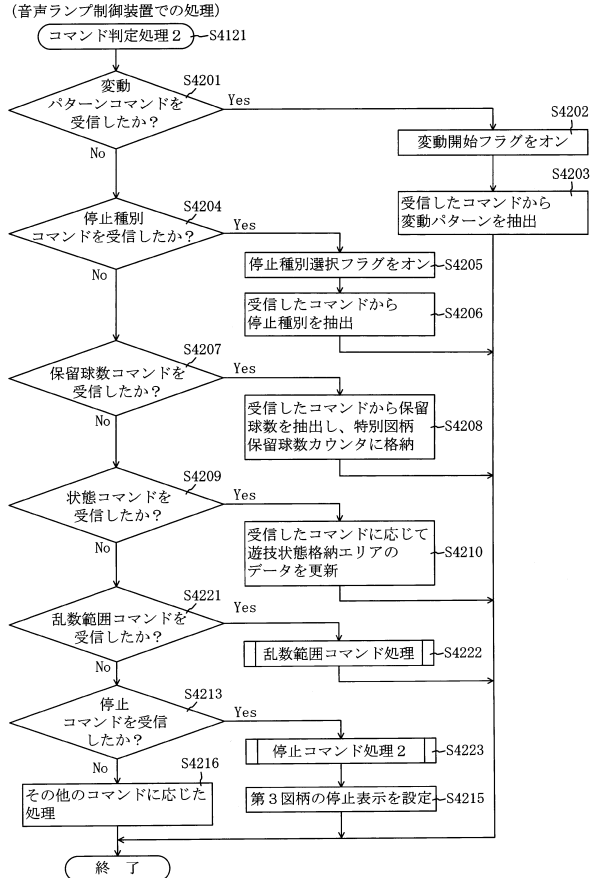 (音声ランプ制御装置での処理)
コマンド判定処理2
S4121
変動
パターンコマンドを
受信したか?
S4201
Yes
No
S4202
変動開始フラグをオン
S4203
受信したコマンドから
変動パターンを抽出
停止種別
コマンドを受信したか?
S4204
Yes
No
停止種別選択フラグをオン
S4205
受信したコマンドから
停止種別を抽出
S4206
保留球数コマンドを
受信したか?
S4207
Yes
No
受信したコマンドから保留
球数を抽出し、特別図柄
保留球数カウンタに格納
S4208
状態コマンドを
受信したか?
S4209
Yes
No
受信したコマンドに応じて
遊技状態格納エリアの
データを更新
S4210
乱数範囲コマンドを
受信したか?
S4221
Yes
No
乱数範囲コマンド処理
S4222
停止
コマンドを受信
したか?
S4213
Yes
No
停止コマンド処理2
S4223
S4216
その他のコマンドに応じた
処理
第3図柄の停止表示を設定
S4215
終 了